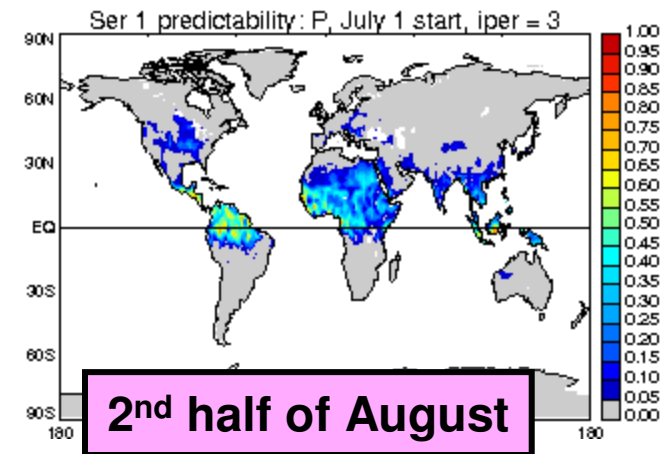 Ser 1 predictability: P, July 1 start, iper = 3
90N
60N
30N
EQ
30S
60S
90S
180
180
1.00
0.95
0.90
0.85
0.80
0.75
0.70
0.65
0.60
0.55
0.50
0.45
0.40
0.35
0.30
0.25
0.20
0.15
0.10
0.05
0.00
2nd half of August